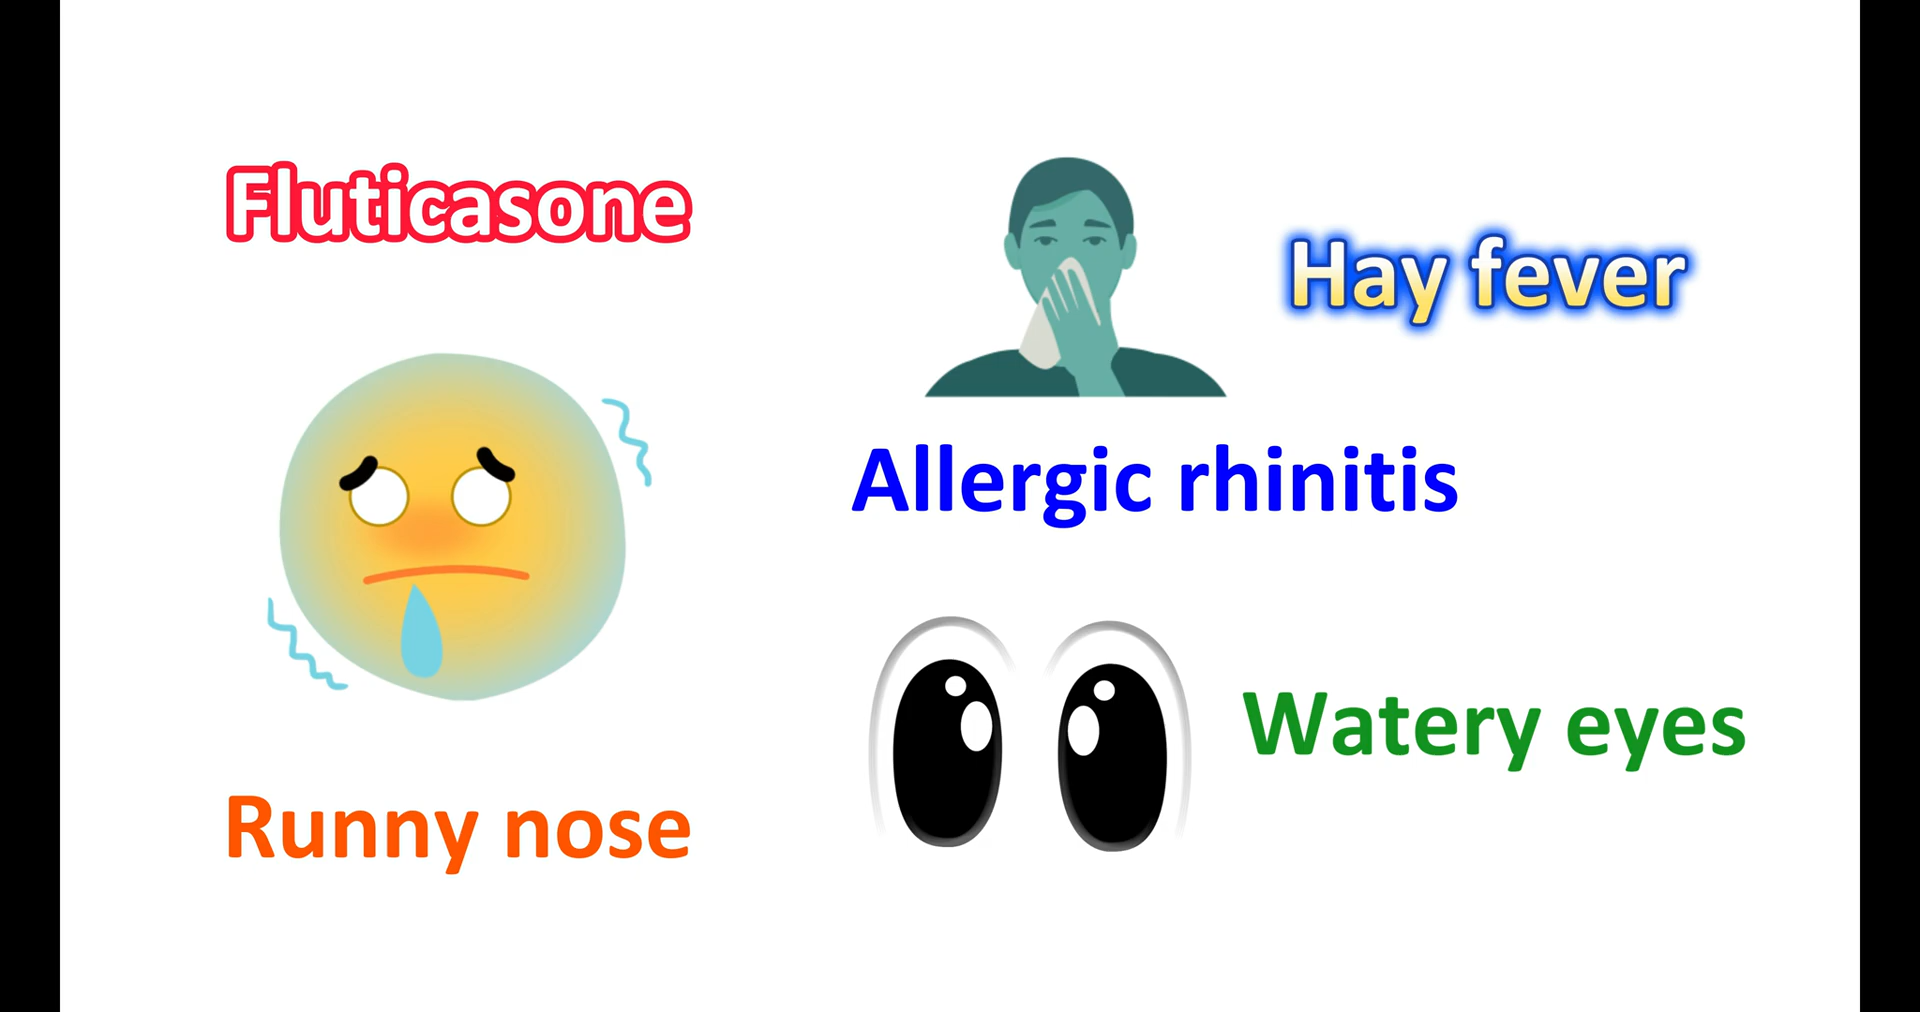 Fluticasone
Hay fever
Allergic rhinitis
Watery eyes
Runny nose